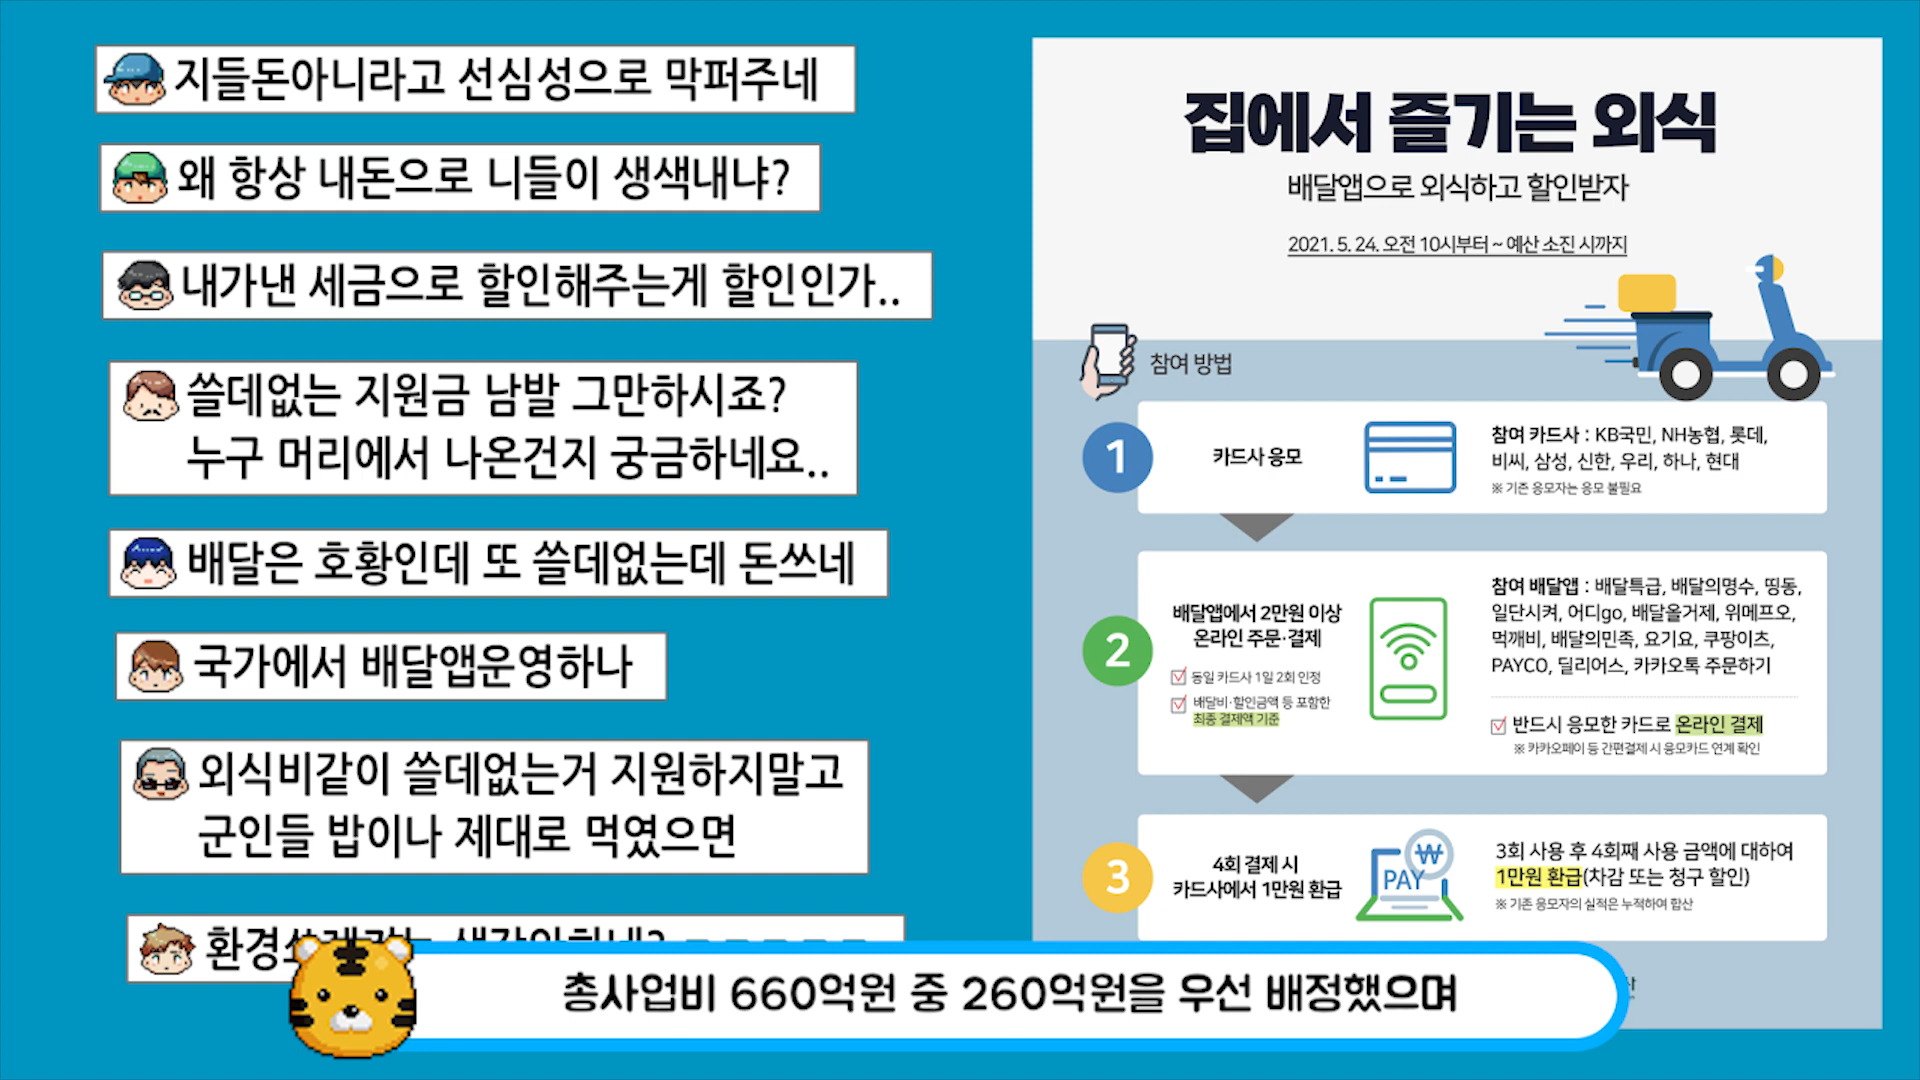 지들돈아니라고 선심성으로 막퍼주네
왜 항상 내돈으로 니들이 생색내냐?
내가낸 세금으로 할인해주는게 할인인가..
쓸데없는 지원금 남발 그만하시죠?
누구 머리에서 나온건지 궁금하네요..
배달은 호황인데 또 쓸데없는데 돈쓰네
국가에서 배달앱운영하나
외식비같이 쓸데없는거 지원하지말고
군인들 밥이나 제대로 먹였으면
집에서 즐기는 외식
배달앱으로 외식하고 할인받자
2021. 5. 24. 오전 10시부터 ~ 예산 소진 시까지
참여 방법
1
카드사 응모
참여 카드사 : KB국민, NH농협, 롯데,
비씨, 삼성, 신한, 우리, 하나, 현대
※ 기존 응모자는 응모 불필요
2
배달앱에서 2만원 이상
온라인 주문·결제
동일 카드사 1일 2회 인정
배달비·할인금액 등 포함한
최종 결제액 기준
참여 배달앱 : 배달특급, 배달의명수, 띵동,
일단시켜, 어디go, 배달올거제, 위메프오,
먹깨비, 배달의민족, 요기요, 쿠팡이츠,
PAYCO, 딜리어스, 카카오톡 주문하기
반드시 응모한 카드로 온라인 결제
※ 카카오페이 등 간편결제 시 응모카드 연계 확인
3
4회 결제 시
카드사에서 1만원 환급
PAY
₩
3회 사용 후 4회째 사용 금액에 대하여
1만원 환급(차감 또는 청구 할인)
※ 기존 응모자의 실적은 누적하여 합산
총사업비 660억원 중 260억원을 우선 배정했으며